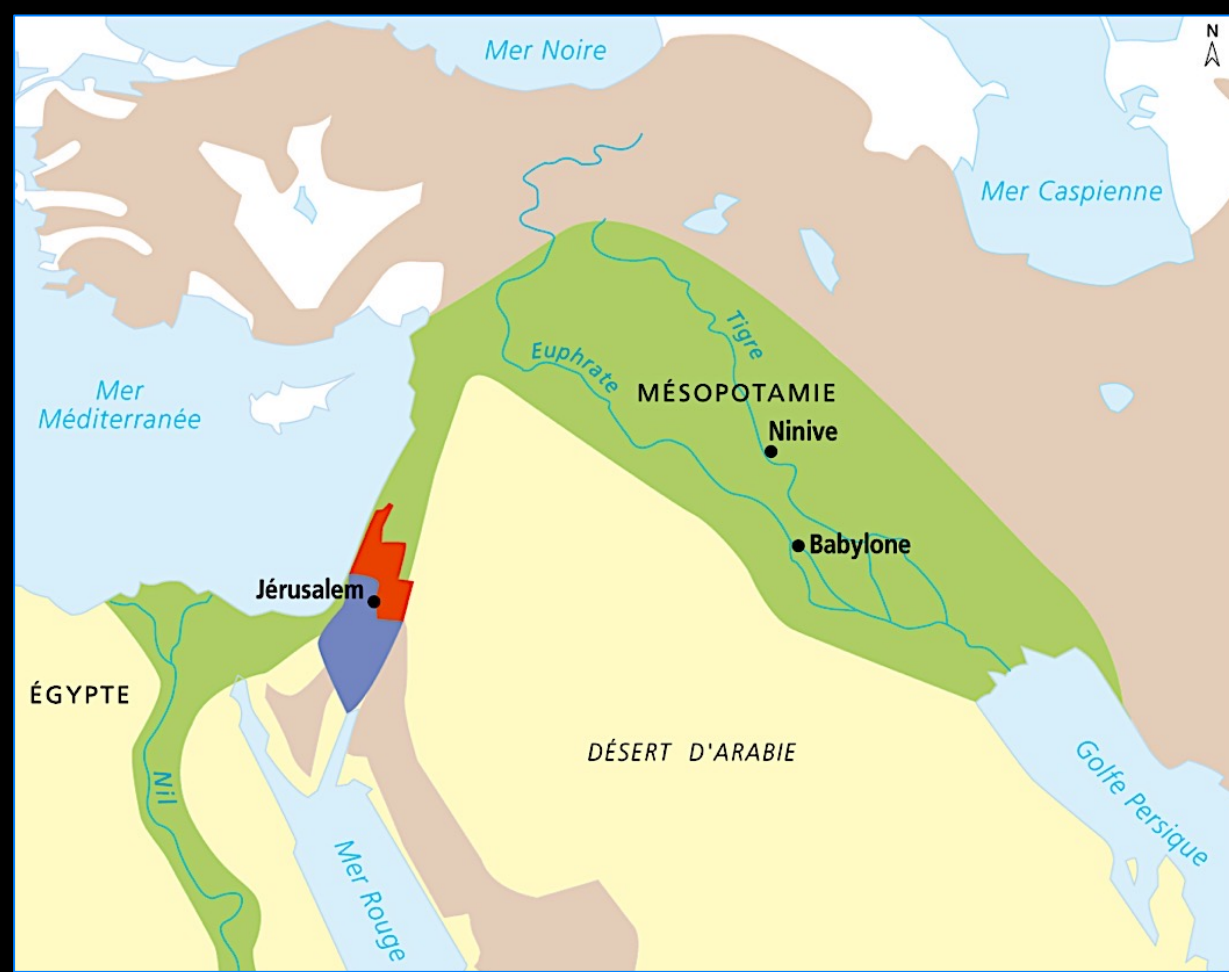 N
Mer Noire
Mer Caspienne
Tigre
Euphrate
Mer
Méditerranée
MÉSOPOTAMIE
Ninive
Babylone
Jérusalem
ÉGYPTE
DÉSERT D'ARABIE
Nil
Golfe Persique
Mer Rouge